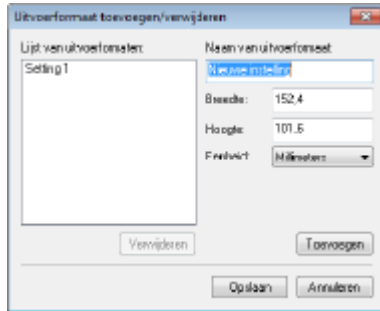 Uitvoerformaat toevoegen/verwijderen
Lijst van uitvoerformaten:
Setting 1
Naam van uitvoerformaat
Nieuwe instelling
Breedte: 152,4
Hoogte: 101,6
Eenheid: Millimeters
Verwijderen
Toevoegen
Opslaan Annuleren